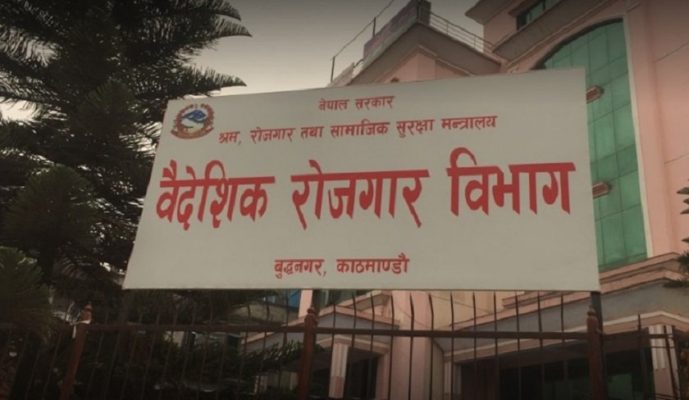 नेपाल सरकार
श्रम, रोजगार तथा सामाजिक सुरक्षा मन्त्रालय
वैदेशिक रोजगार विभाग
बुद्धनगर, काठमाण्डौ